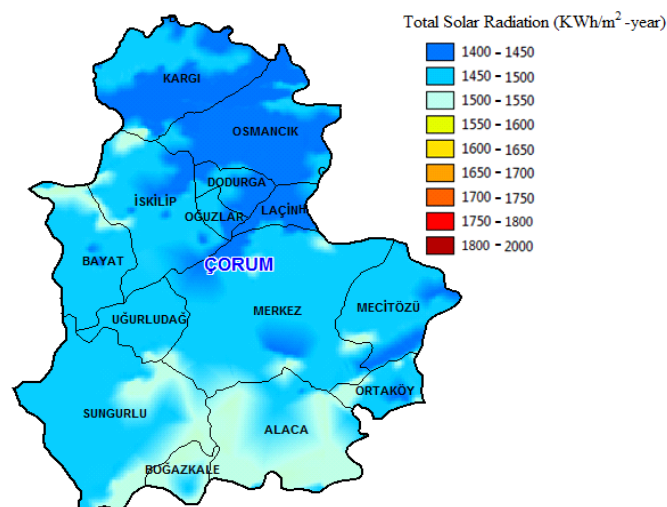 Total Solar Radiation (KWh/m² -year)
1400 - 1450
1450 - 1500
1500 - 1550
1550 - 1600
1600 - 1650
1650 - 1700
1700 - 1750
1750 - 1800
1800 - 2000
KARGI
OSMANCIK
DODURGA
İSKİLİP
OĞUZLAR
LAÇİNH
ÇORUM
BAYAT
UĞURLUDAĞ
MERKEZ
MECİTÖZÜ
ORTAKÖY
SUNGURLU
ALACA
BOĞAZKALE